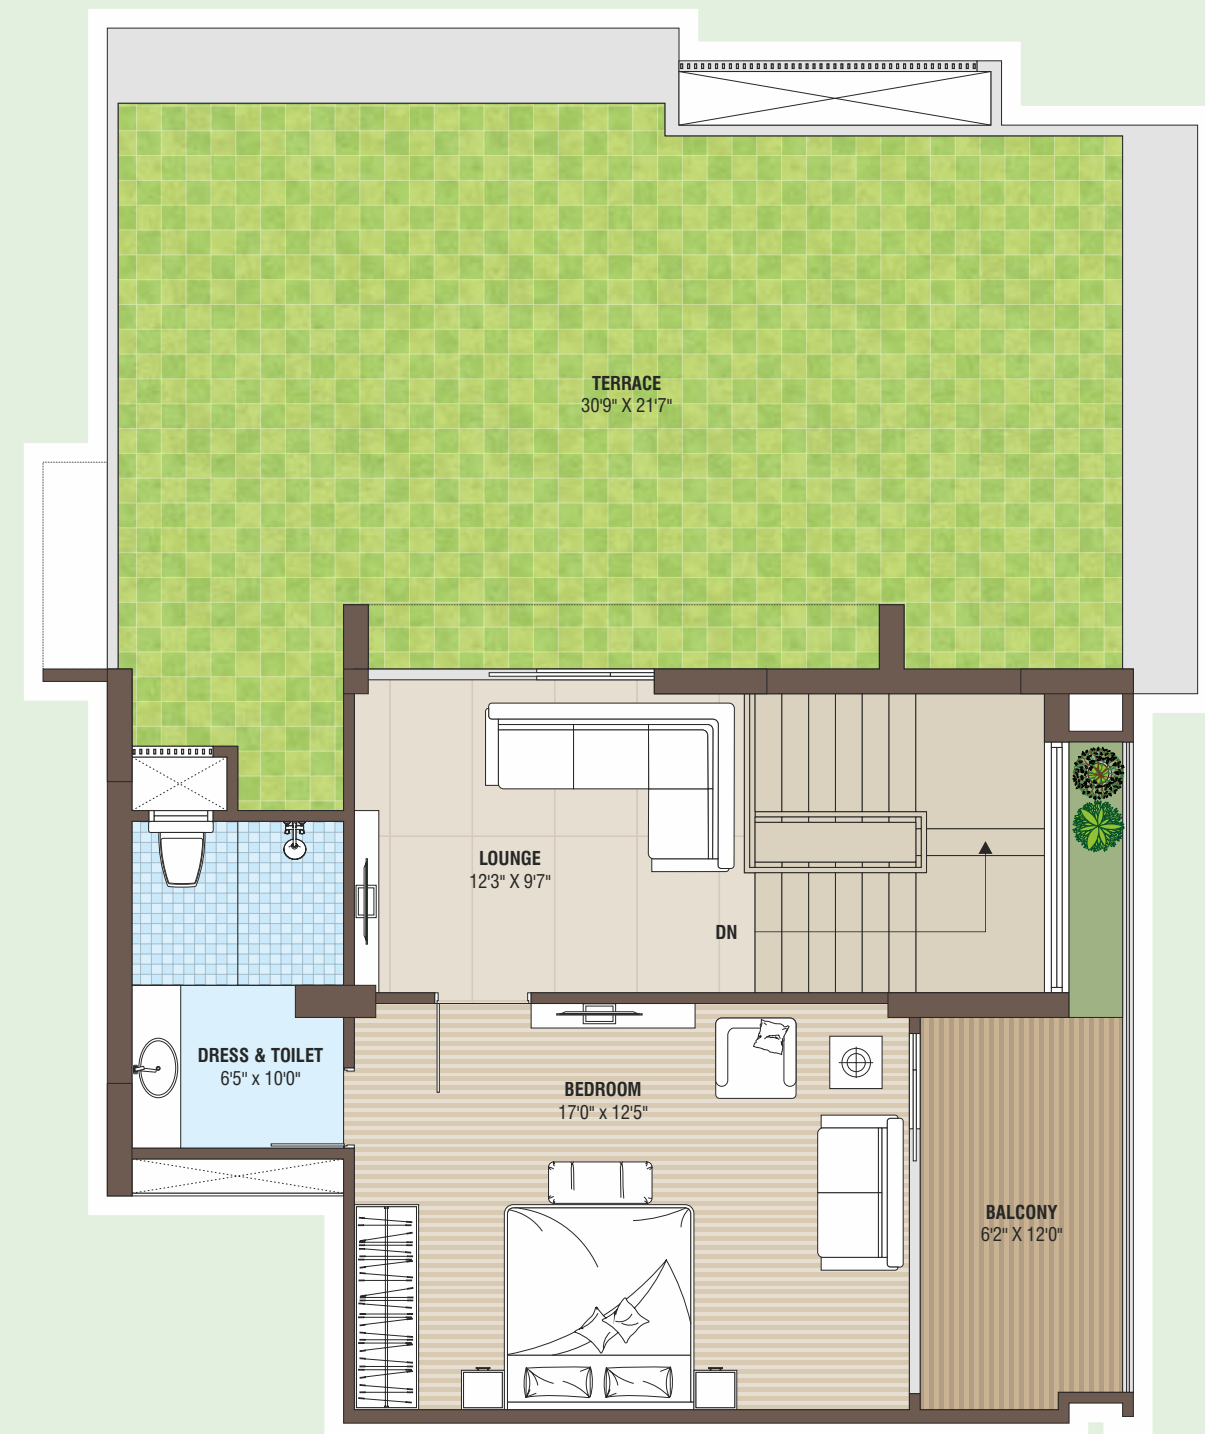 TERRACE
30'9" X 21'7"
LOUNGE
12'3" X 9'7"
DN
DRESS & TOILET
6'5" x 10'0"
BEDROOM
17'0" x 12'5"
BALCONY
6'2" X 12'0"